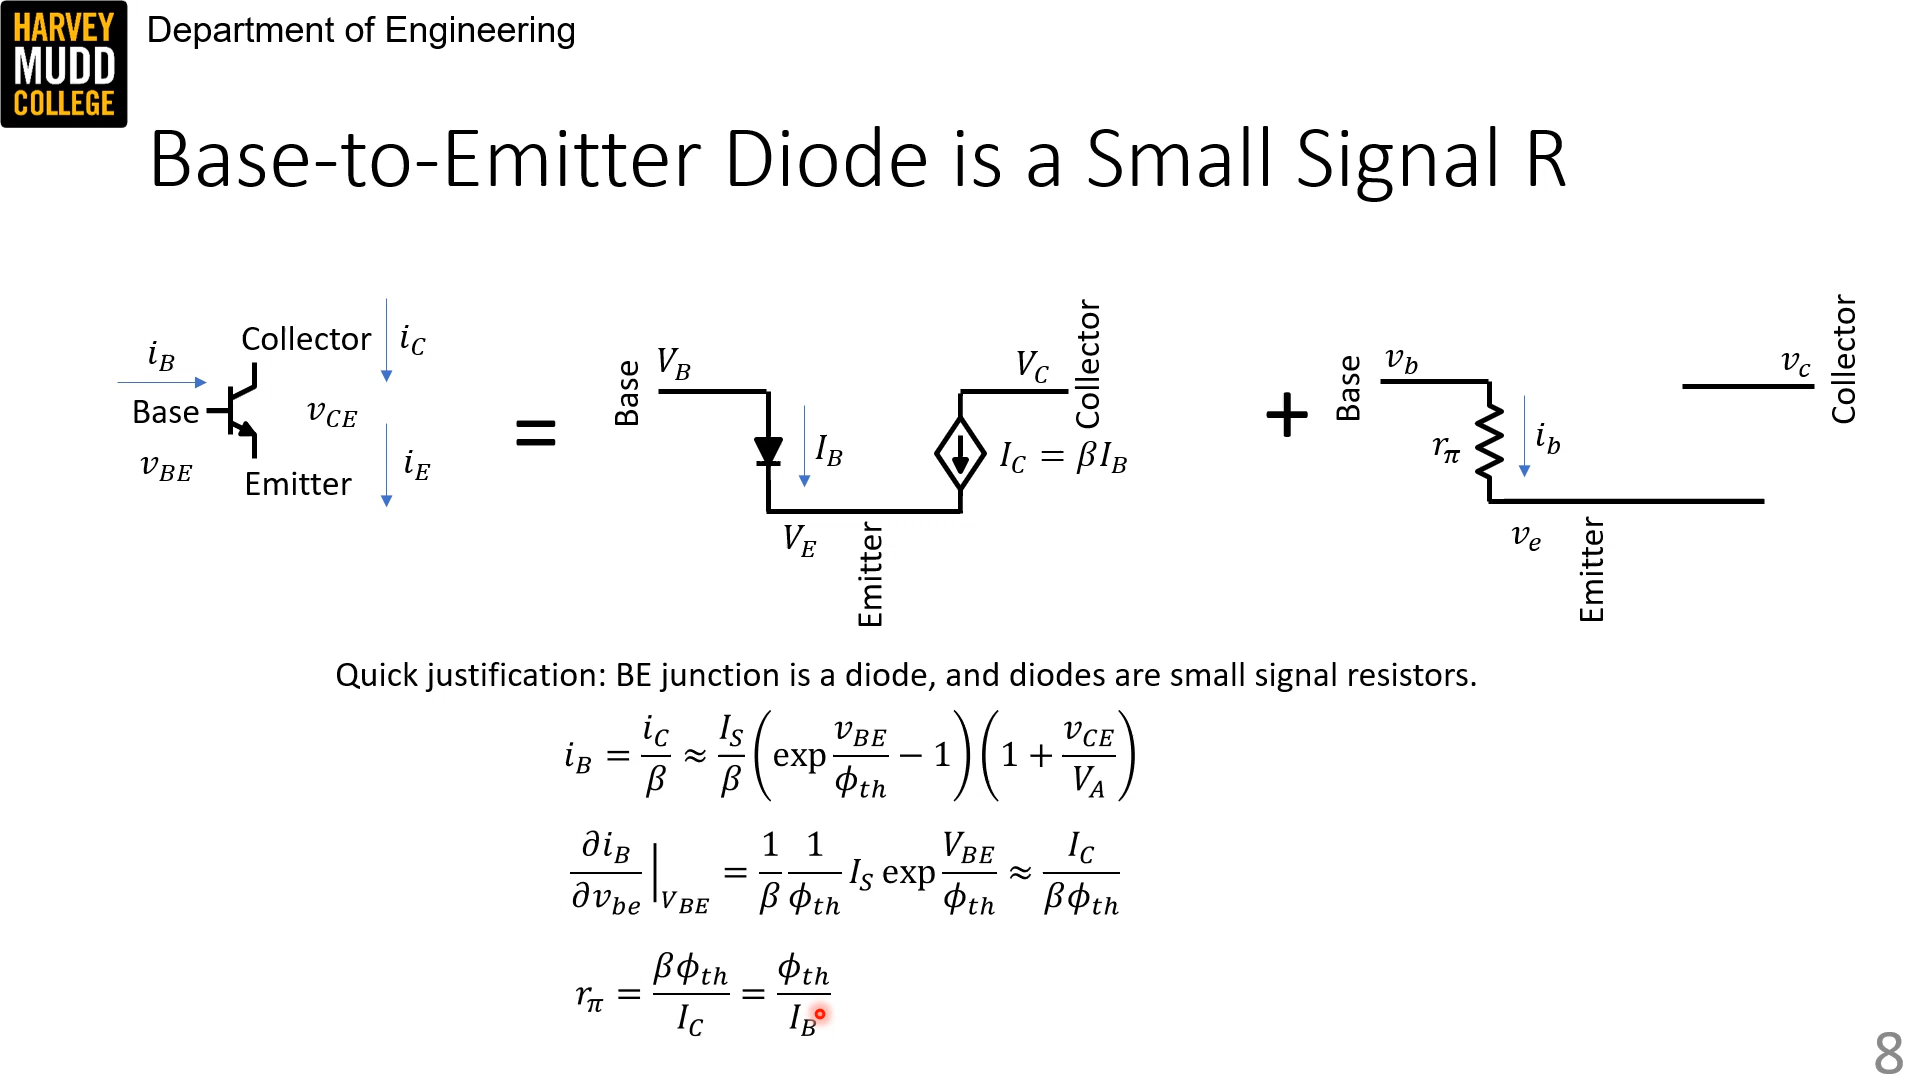 HARVEY
MUDD
COLLEGE
Department of Engineering
Base-to-Emitter Diode is a Small Signal R
i_B
Base
v_BE
Collector
Emitter
i_C
v_CE
i_E
=
Base
V_B
I_B
V_E
Emitter
V_C
Collector
I_C = βI_B
+
Base
v_b
r_π
i_b
v_e
Emitter
v_c
Collector
Quick justification: BE junction is a diode, and diodes are small signal resistors.
i_B = i_C/β ≈ I_S/β (exp v_BE/ϕ_th − 1)(1 + v_CE/V_A)
∂i_B/∂v_be |_V_BE = 1/β 1/ϕ_th I_S exp V_BE/ϕ_th ≈ I_C/βϕ_th
r_π = βϕ_th/I_C = ϕ_th/I_B
8